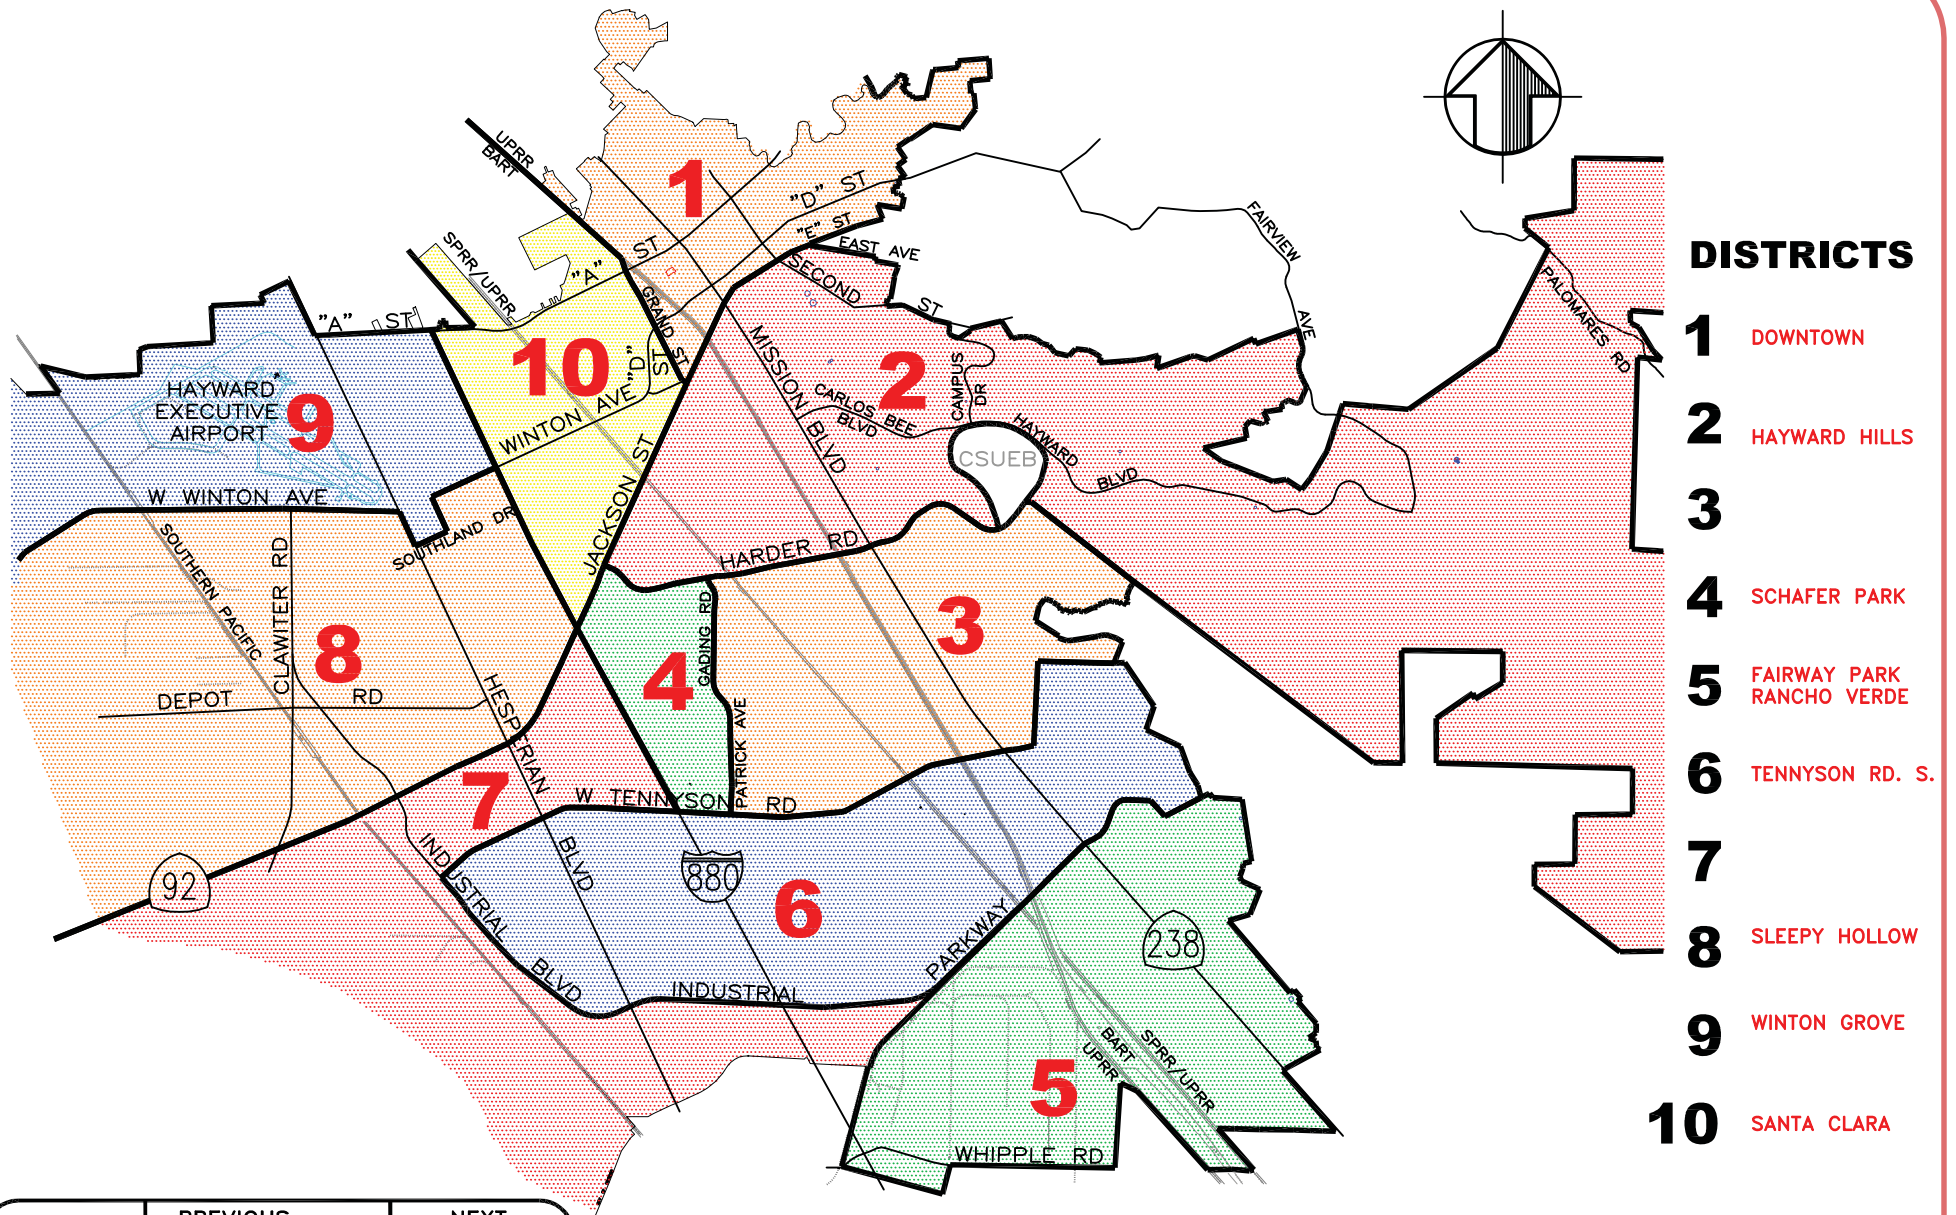 UPRR
BART
1
"D" ST
"E" ST
EAST AVE
FAIRVIEW
AVE
SECOND
ST
"A"
ST
GRAND ST
SPRR/UPRR
"A" ST
10
"D"
ST
WINTON AVE
HAYWARD
EXECUTIVE
AIRPORT
9
W WINTON AVE
MISSION BLVD
2
CARLOS BEE
BLVD
CAMPUS
DR
HAYWARD
BLVD
CSUEB
PALOMARES RD
JACKSON ST
HARDER RD
SOUTHLAND DR
SOUTHERN PACIFIC
CLAWITER RD
8
DEPOT
RD
HESPERIAN
BLVD
4
GADING RD
PATRICK AVE
3
7
W TENNYSON RD
INDUSTRIAL
BLVD
92
880
6
INDUSTRIAL
PARKWAY
238
5
BART
UPRR
SPRR/UPRR
WHIPPLE RD
DISTRICTS
1 DOWNTOWN
2 HAYWARD HILLS
3
4 SCHAFER PARK
5 FAIRWAY PARK
RANCHO VERDE
6 TENNYSON RD. S.
7
8 SLEEPY HOLLOW
9 WINTON GROVE
10 SANTA CLARA
PREVIOUS
NEXT